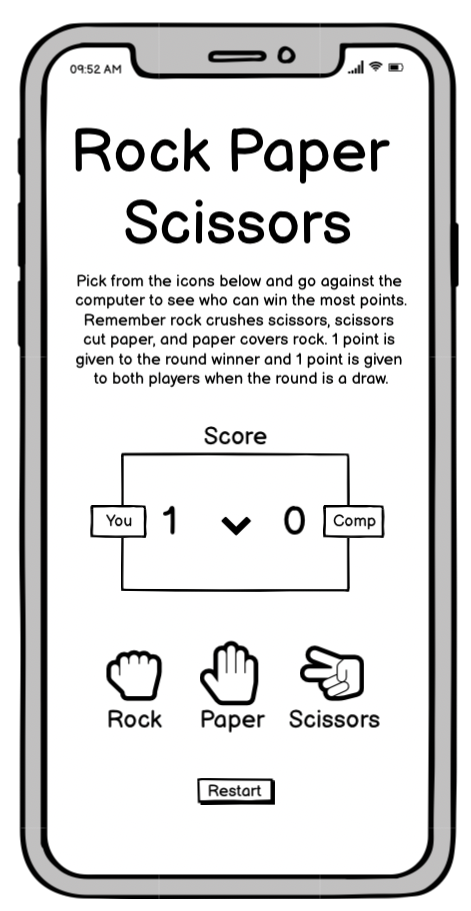 09:52 AM
Rock Paper
Scissors
Pick from the icons below and go against the
computer to see who can win the most points.
Remember rock crushes scissors, scissors
cut paper, and paper covers rock. 1 point is
given to the round winner and 1 point is given
to both players when the round is a draw.
Score
You 1 0 Comp
Rock Paper Scissors
Restart